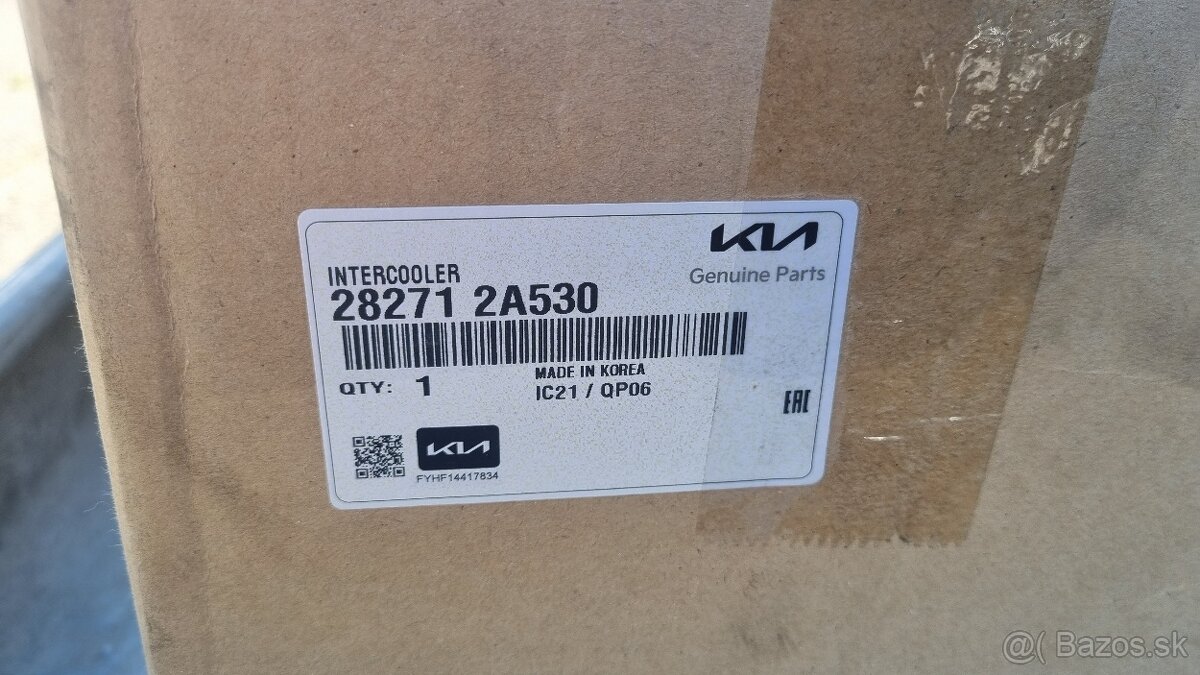 KIA
Genuine Parts
INTERCOOLER
28271 2A530
MADE IN KOREA
QTY: 1
IC21 / QP06
EAC
KIA
FYHF14417834
@( Bazos.sk